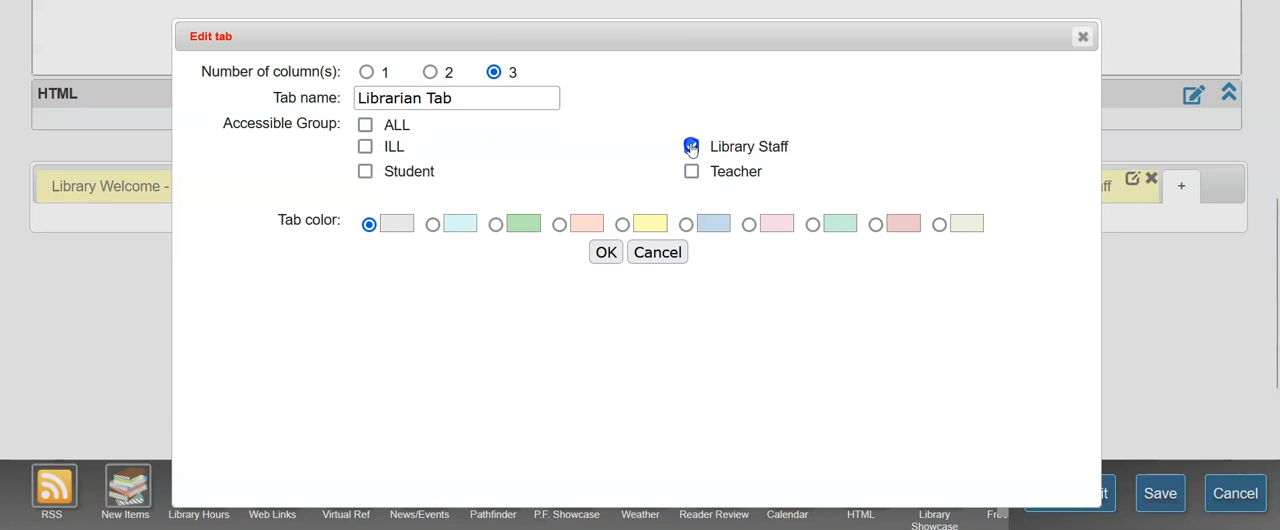 Edit tab
Number of column(s): 1 2 3
HTML
Tab name: Librarian Tab
Accessible Group: ALL
ILL Library Staff
Student Teacher
Library Welcome -
+
Tab color:
OK Cancel
Save Cancel
RSS New Items Library Hours Web Links Virtual Ref News/Events Pathfinder P.F. Showcase Weather Reader Review Calendar HTML Library Showcase